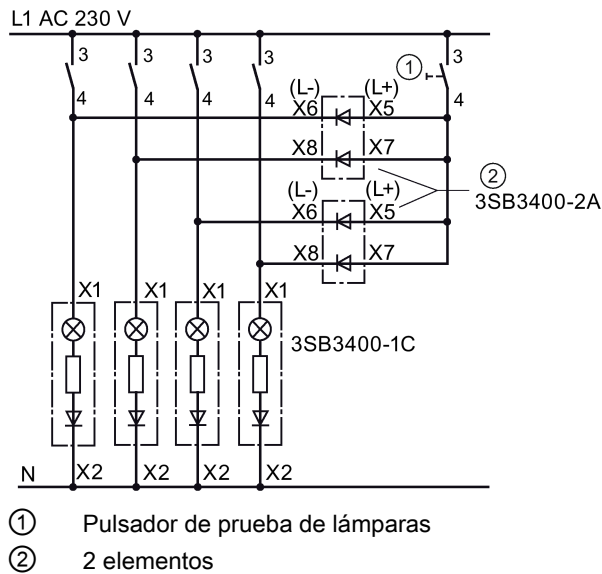 L1 AC 230 V
3 3 3 3 3
①
4 4 4 4 4
(L-) (L+)
X6 X5
X8 X7
②
3SB3400-2A
(L-) (L+)
X6 X5
X8 X7
X1 X1 X1 X1
3SB3400-1C
N X2 X2 X2 X2
① Pulsador de prueba de lámparas
② 2 elementos